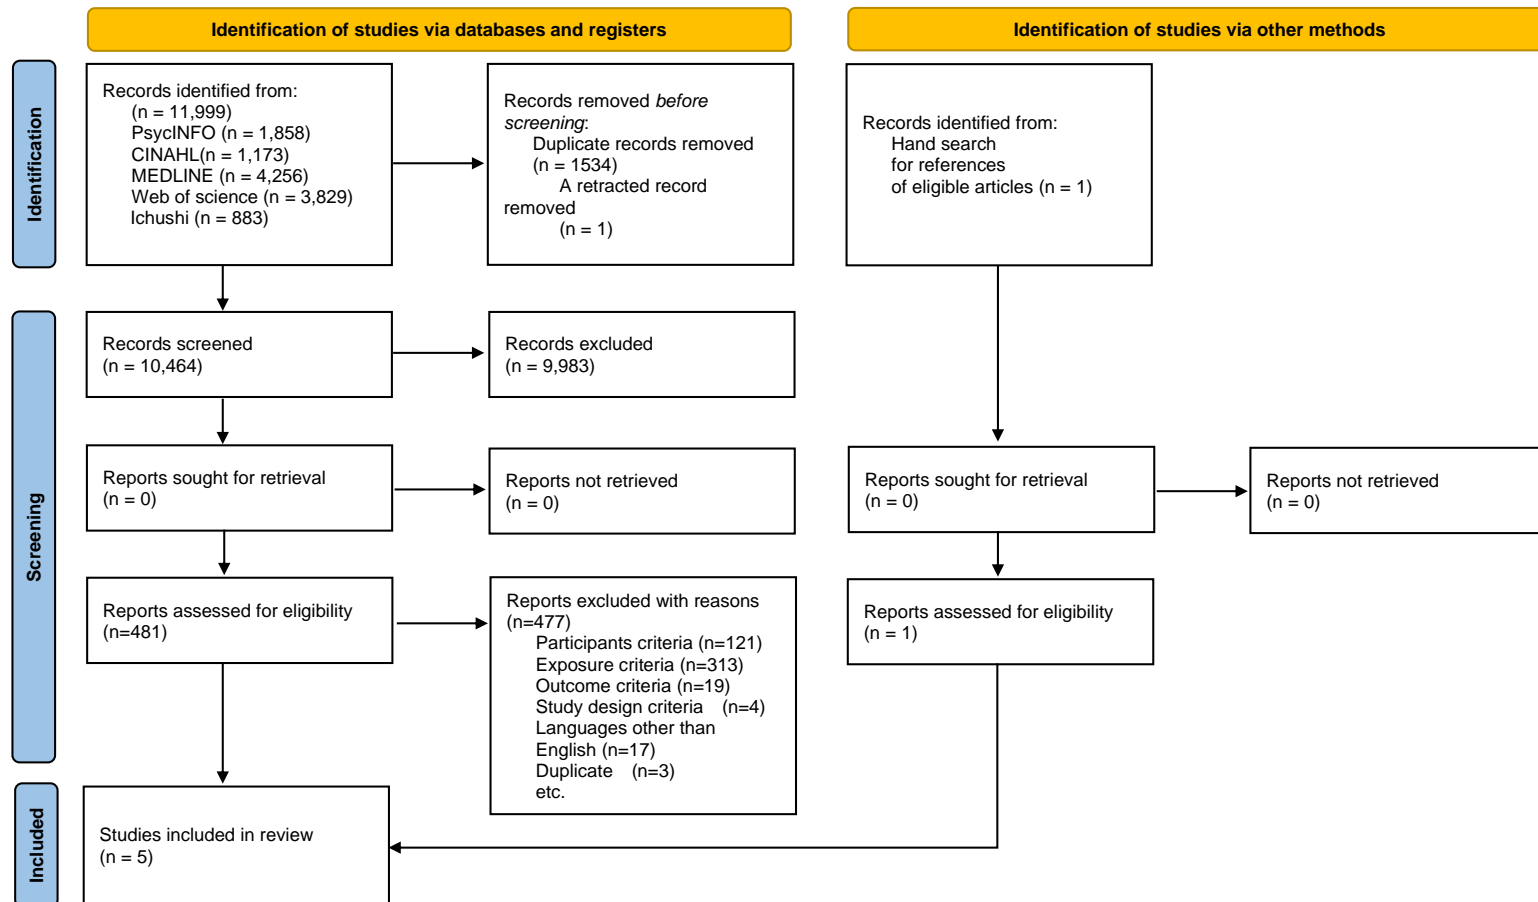 Identification of studies via databases and registers
Identification of studies via other methods
Identification
Records identified from:
(n = 11,999)
PsycINFO (n = 1,858)
CINAHL(n = 1,173)
MEDLINE (n = 4,256)
Web of science (n = 3,829)
Ichushi (n = 883)
Records removed before
screening:
Duplicate records removed
(n = 1534)
A retracted record
removed
(n = 1)
Records identified from:
Hand search
for references
of eligible articles (n = 1)
Screening
Records screened
(n = 10,464)
Records excluded
(n = 9,983)
Reports sought for retrieval
(n = 0)
Reports not retrieved
(n = 0)
Reports sought for retrieval
(n = 0)
Reports not retrieved
(n = 0)
Reports assessed for eligibility
(n=481)
Reports excluded with reasons
(n=477)
Participants criteria (n=121)
Exposure criteria (n=313)
Outcome criteria (n=19)
Study design criteria (n=4)
Languages other than
English (n=17)
Duplicate (n=3)
etc.
Reports assessed for eligibility
(n = 1)
Included
Studies included in review
(n = 5)